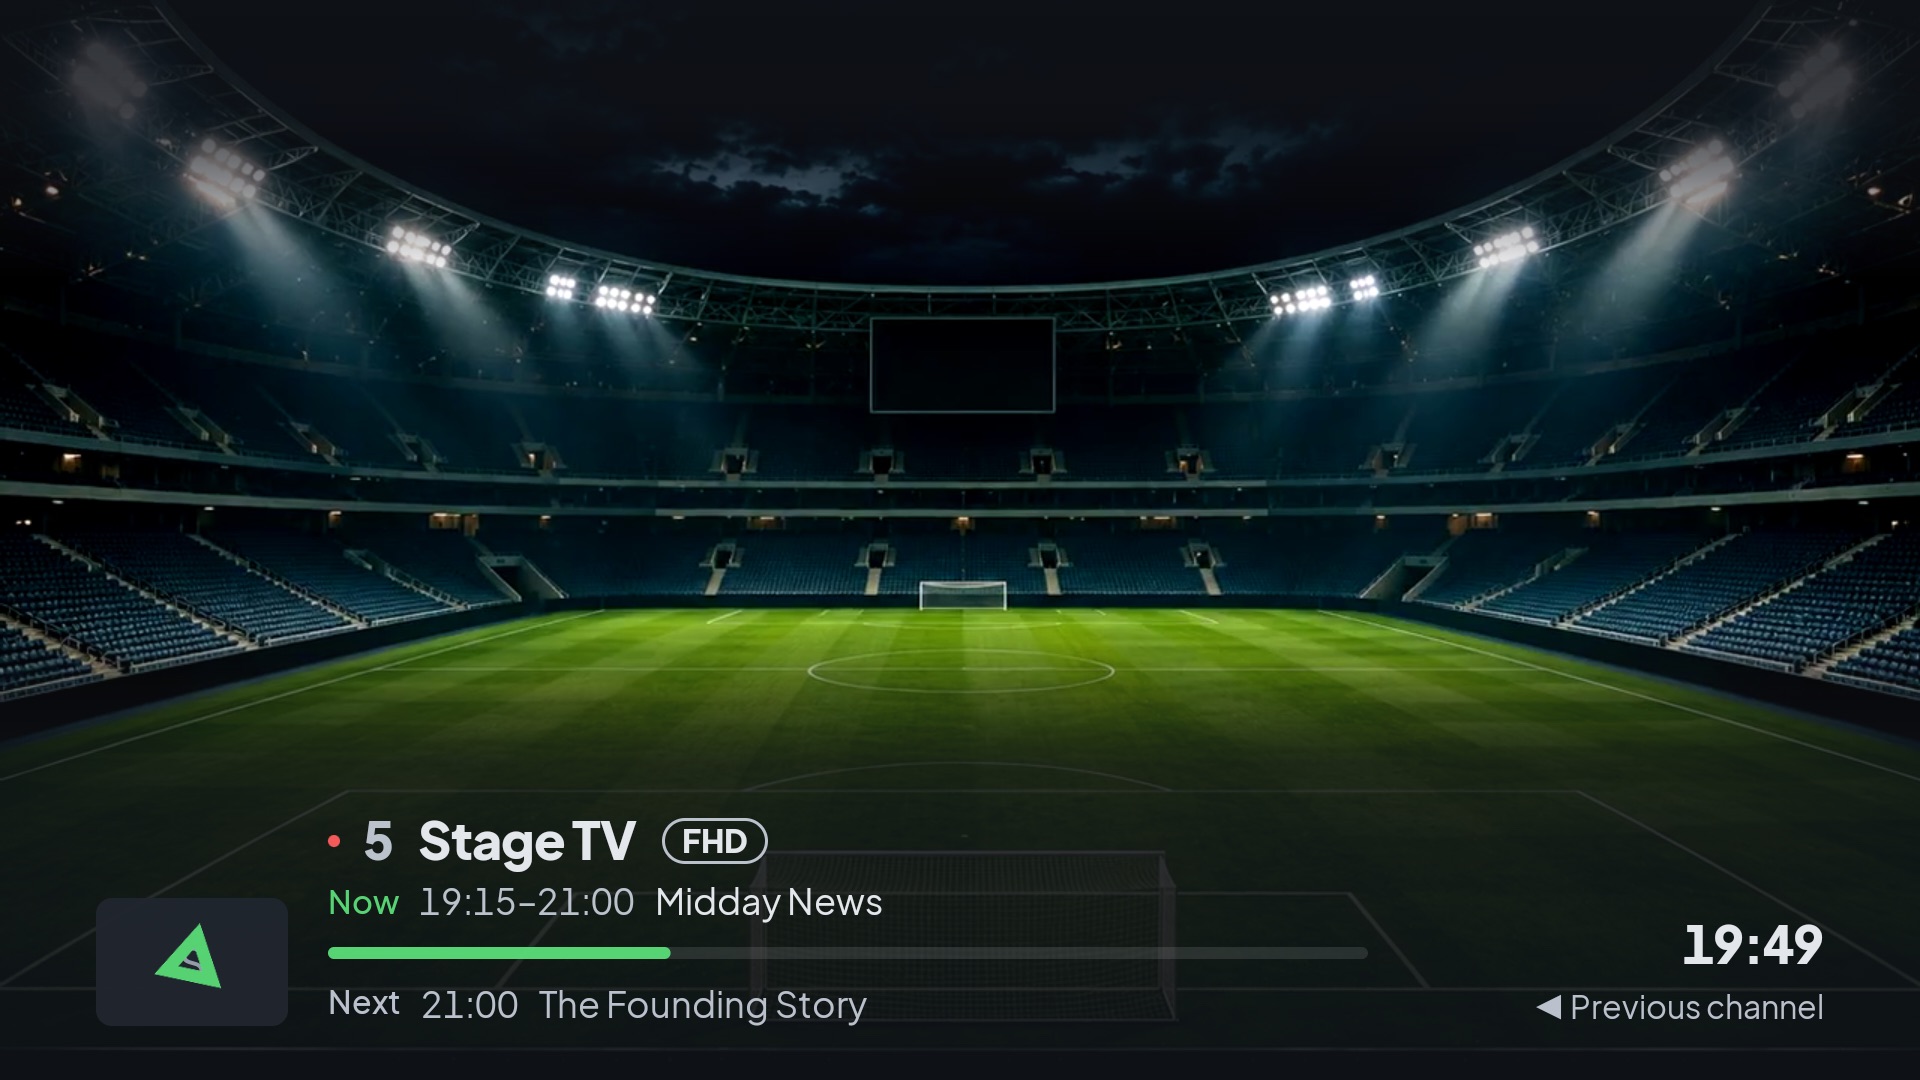 5 Stage TV FHD
Now 19:15–21:00 Midday News
Next 21:00 The Founding Story
19:49
◀ Previous channel